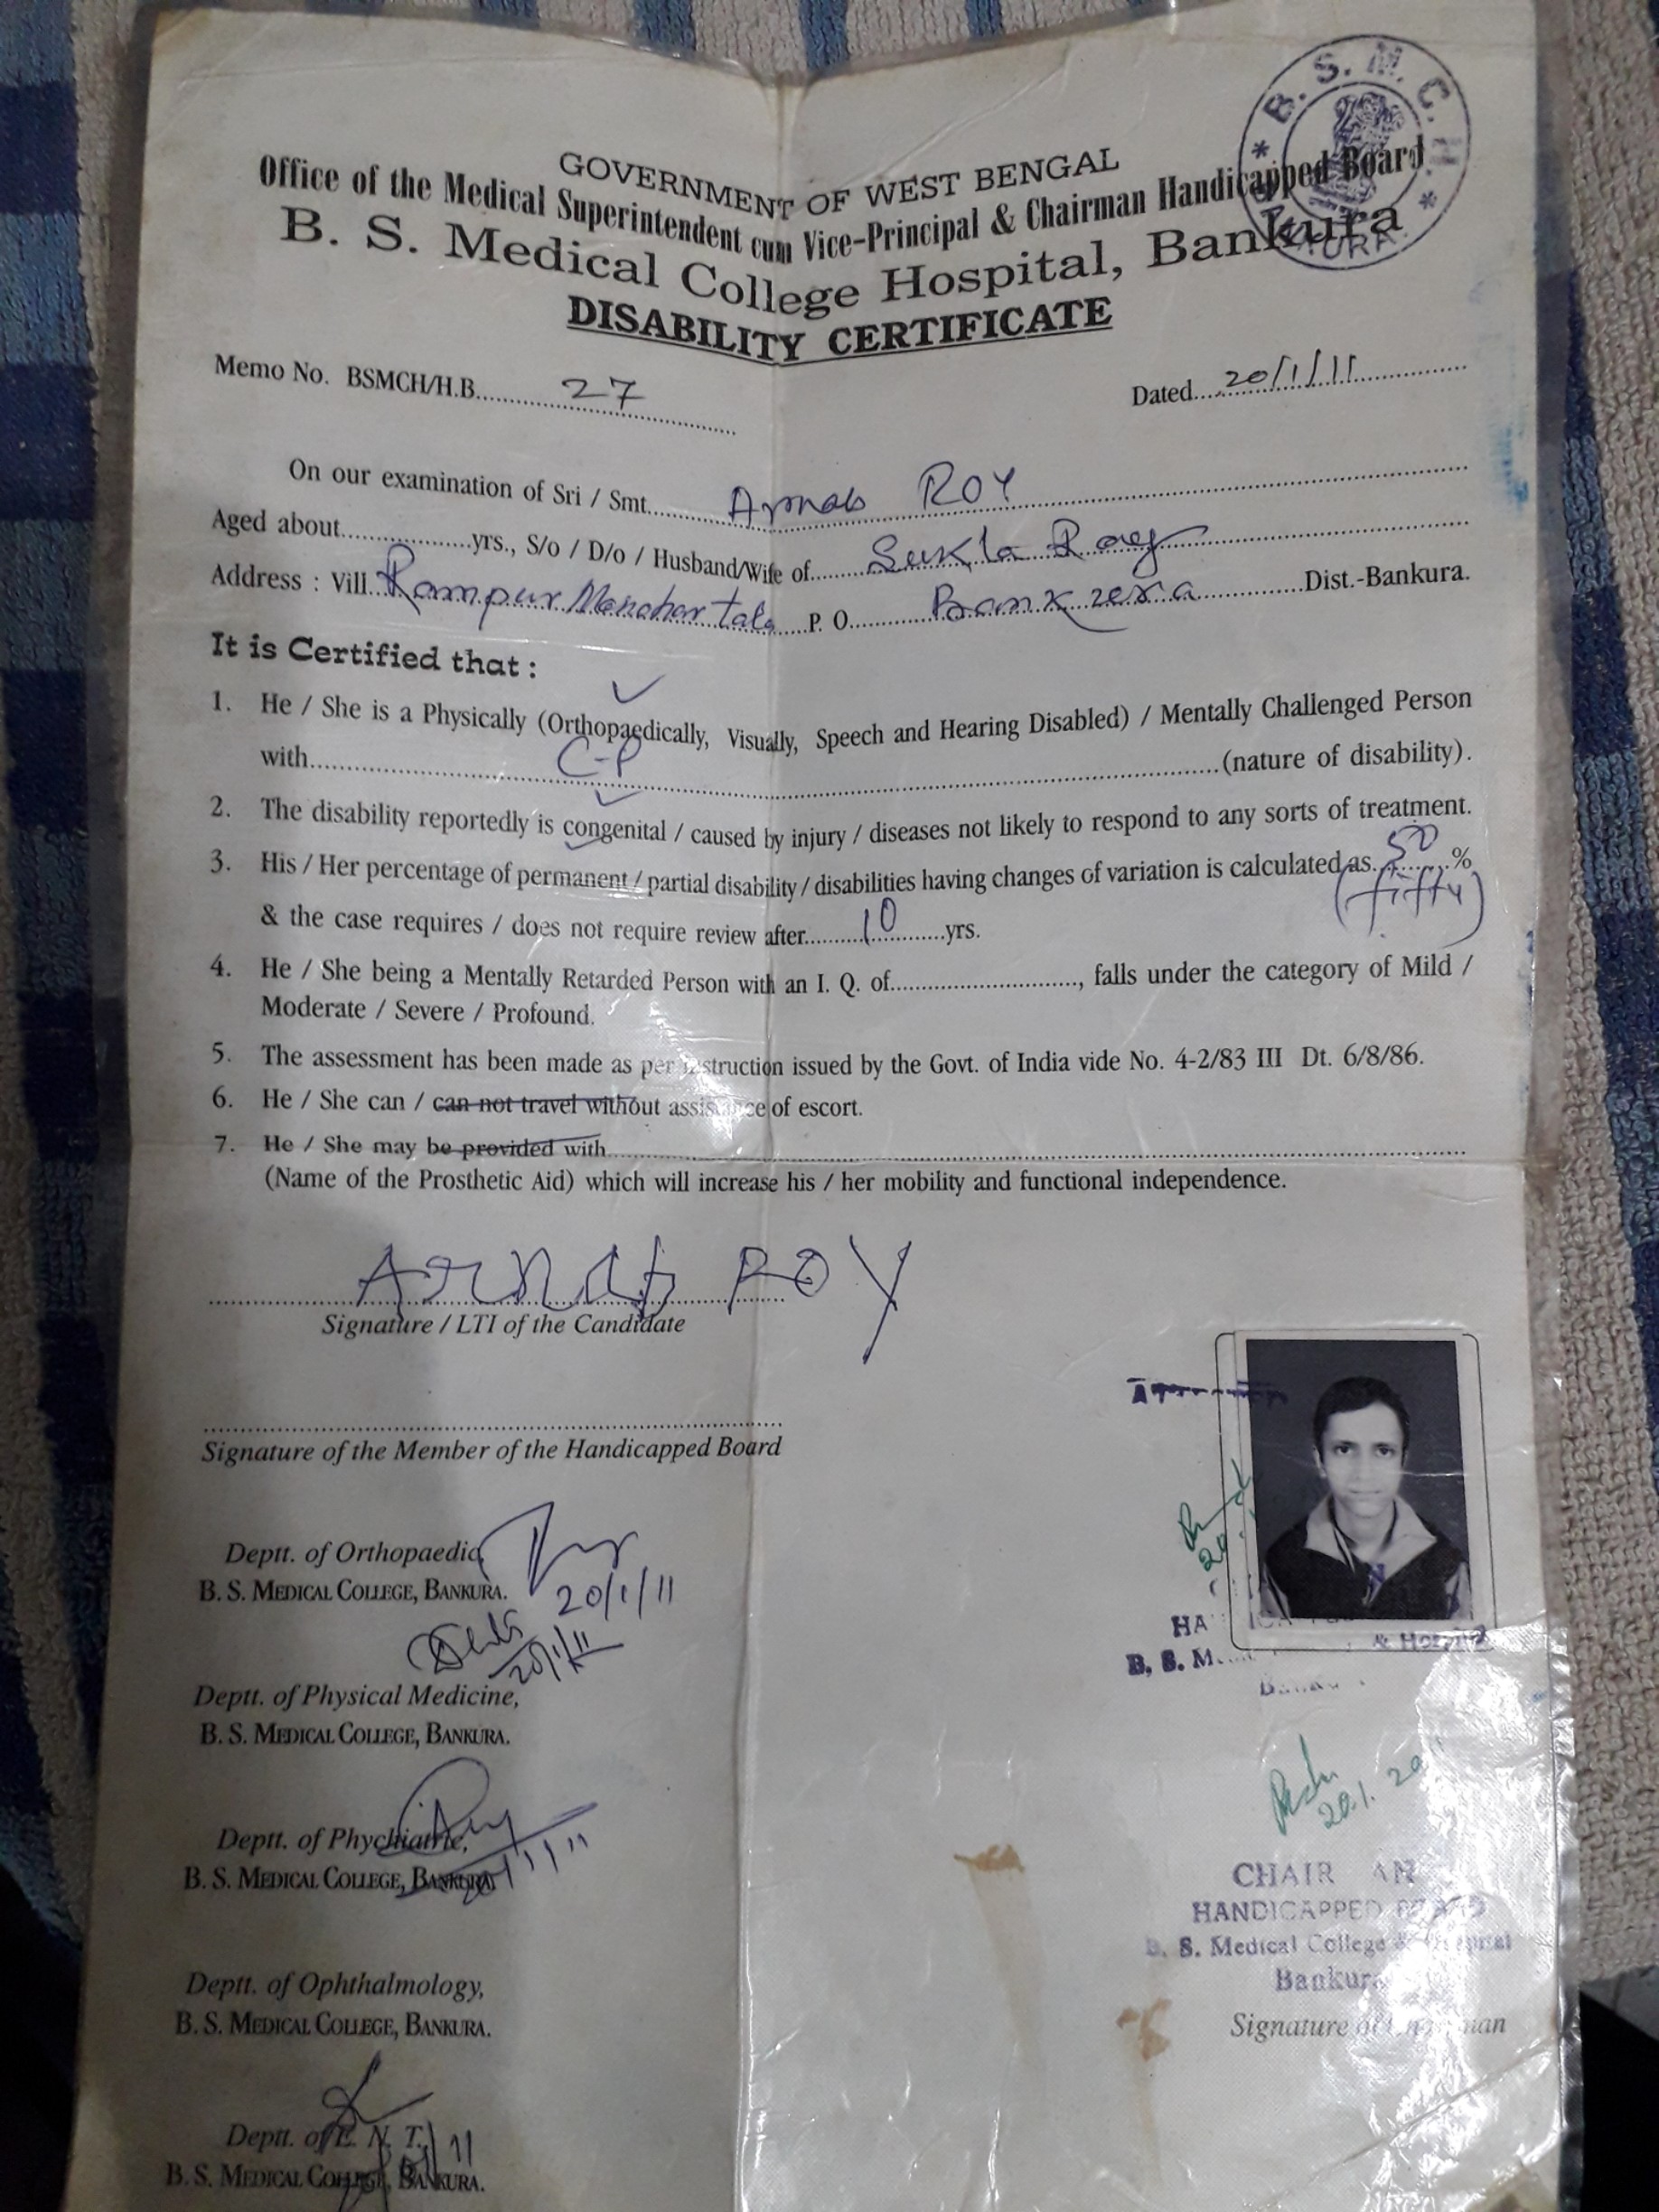 B. S. M. C.
GOVERNMENT OF WEST BENGAL
Office of the Medical Superintendent cum Vice-Principal & Chairman Handicapped Board
B. S. Medical College Hospital, Bankura
DISABILITY CERTIFICATE
Memo No. BSMCH/H.B. 27
Dated 20/1/11
On our examination of Sri / Smt. Arnab ROY
Aged about yrs., S/o / D/o / Husband/Wife of Sukla Roy
Address : Vill Rampur Manohar tala P. O. Bankura Dist.-Bankura.
It is Certified that :
1. He / She is a Physically (Orthopaedically, Visually, Speech and Hearing Disabled) / Mentally Challenged Person
with C-P (nature of disability).
2. The disability reportedly is congenital / caused by injury / diseases not likely to respond to any sorts of treatment.
3. His / Her percentage of permanent / partial disability / disabilities having changes of variation is calculated as 50 %
(fifty)
& the case requires / does not require review after 10 yrs.
4. He / She being a Mentally Retarded Person with an I. Q. of, falls under the category of Mild /
Moderate / Severe / Profound.
5. The assessment has been made as per instruction issued by the Govt. of India vide No. 4-2/83 III Dt. 6/8/86.
6. He / She can / can not travel without assistance of escort.
7. He / She may be provided with
(Name of the Prosthetic Aid) which will increase his / her mobility and functional independence.
Arnab ROY
Signature / LTI of the Candidate
Signature of the Member of the Handicapped Board
Deptt. of Orthopaedic,
B. S. MEDICAL COLLEGE, BANKURA.
20/1/11
20/1/11
Deptt. of Physical Medicine,
B. S. MEDICAL COLLEGE, BANKURA.
Deptt. of Phychiatric,
B. S. MEDICAL COLLEGE, BANKURA
20/1/11
Deptt. of Ophthalmology,
B. S. MEDICAL COLLEGE, BANKURA.
Deptt. of E. N. T.
B. S. MEDICAL COLLEGE, BANKURA.
B. S. M
& Hospital
20.1.
CHAIR AN
HANDICAPPED BOARD
B. S. Medical College & Hospital
Bankura
Signature of Chairman